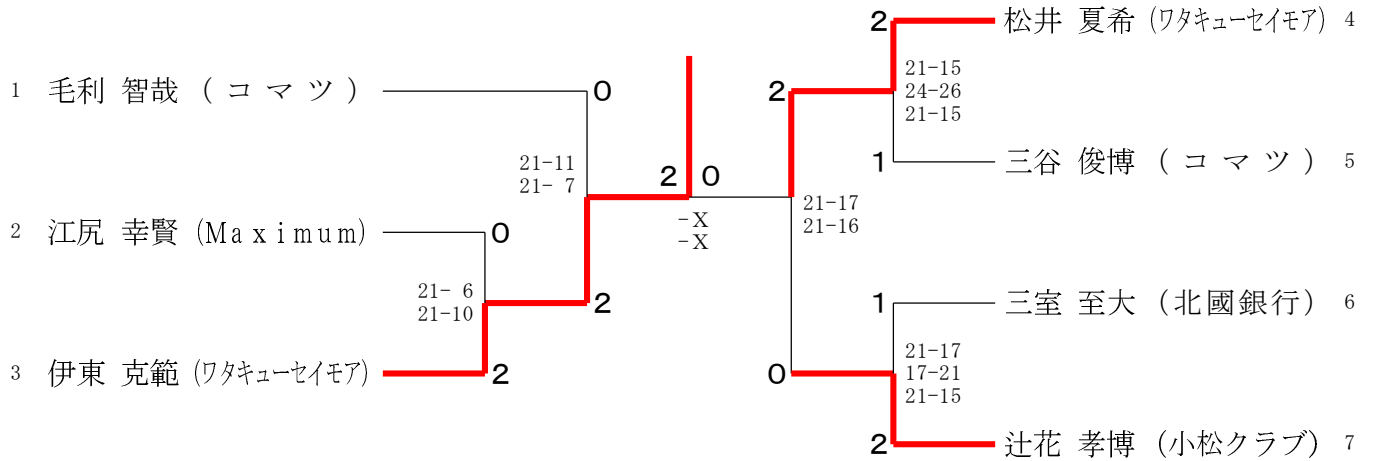 1 毛利 智哉 ( コ マ ツ )
0
21-11
21- 7
2 江尻 幸賢 (Maximum)
0
21- 6
21-10
2
3 伊東 克範 (ワタキューセイモア)
2
2 0
-X
-X
2
松井 夏希 (ワタキューセイモア) 4
2
21-15
24-26
21-15
1
三谷 俊博 ( コ マ ツ ) 5
21-17
21-16
1
三室 至大 (北國銀行) 6
0
21-17
17-21
21-15
2
辻花 孝博 (小松クラブ) 7